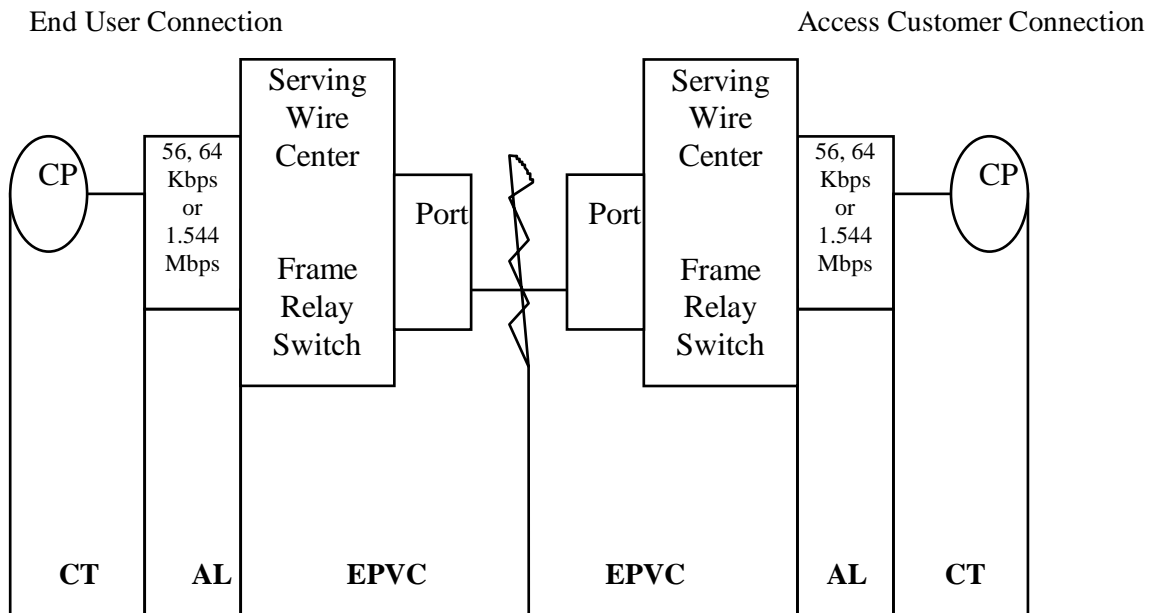 End User Connection
Access Customer Connection
Serving
Wire
Center
Frame
Relay
Switch
CP
56, 64
Kbps
or
1.544
Mbps
Port
Port
Serving
Wire
Center
Frame
Relay
Switch
56, 64
Kbps
or
1.544
Mbps
CP
CT
AL
EPVC
EPVC
AL
CT